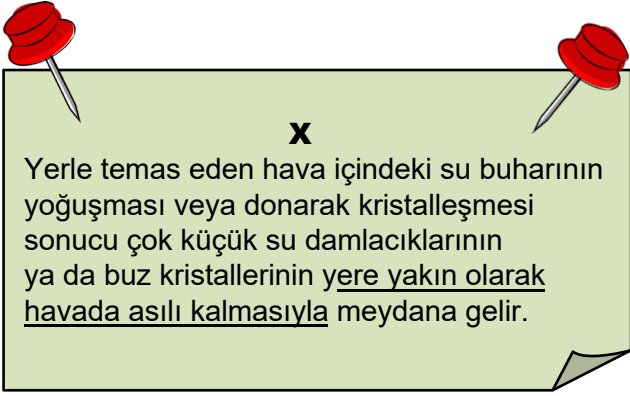 X
Yerle temas eden hava içindeki su buharının
yoğuşması veya donarak kristalleşmesi
sonucu çok küçük su damlacıklarının
ya da buz kristallerinin yere yakın olarak
havada asılı kalmasıyla meydana gelir.